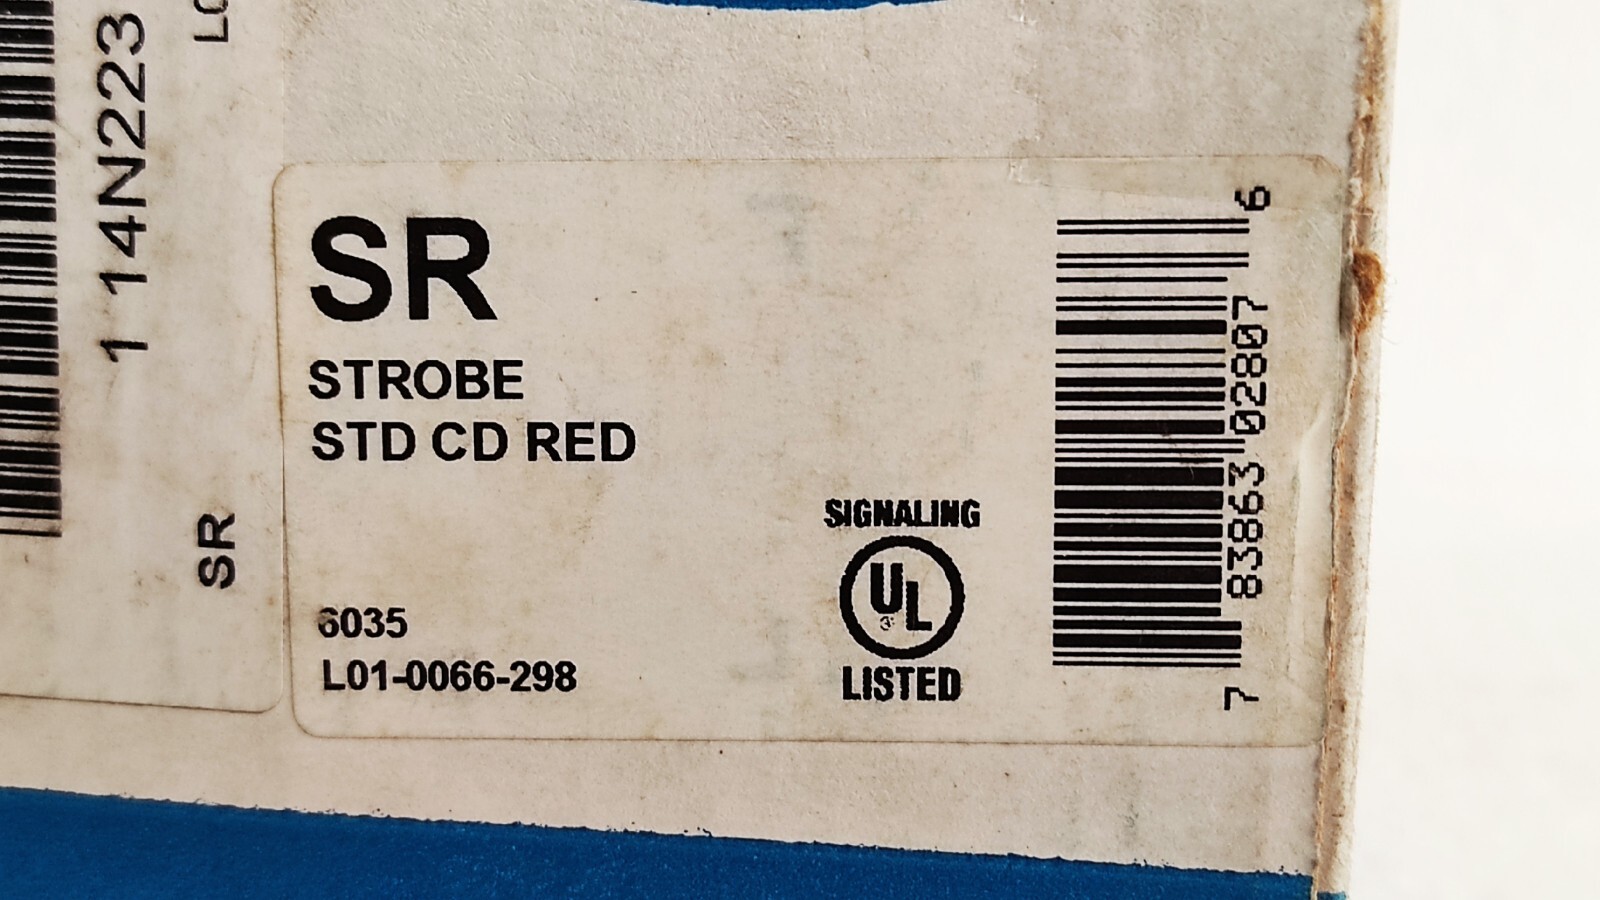 LO
1 14N223
SR
SR
STROBE
STD CD RED
6035
L01-0066-298
SIGNALING
UL
LISTED
7 83863 02807 6